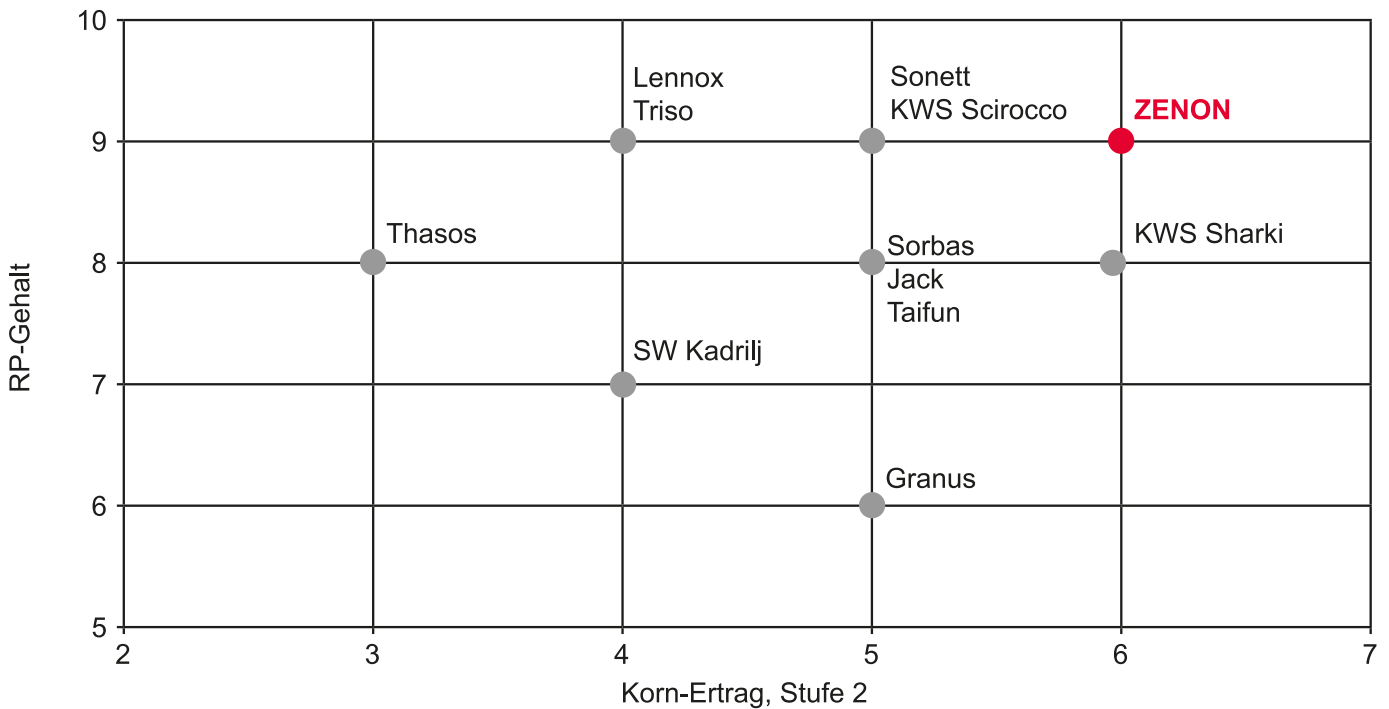 10
Lennox
Triso
Sonett
KWS Scirocco
ZENON
9
Thasos
KWS Sharki
8
Sorbas
Jack
Taifun
RP-Gehalt
SW Kadrilj
7
Granus
6
5
2 3 4 5 6 7
Korn-Ertrag, Stufe 2